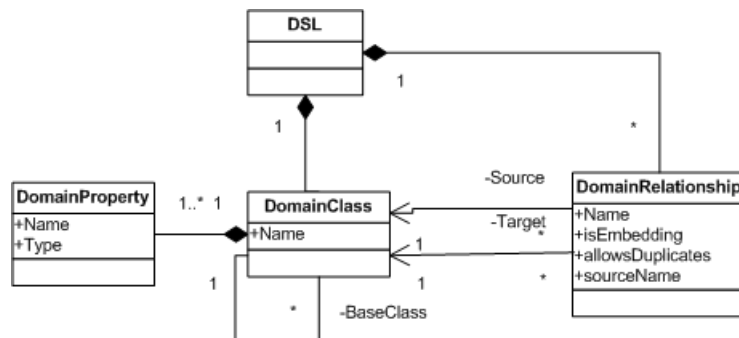 DSL
1
1
1
*
-Source
DomainProperty
+Name
+Type
1..* 1
DomainClass
+Name
-Target
*
1
1
*
DomainRelationship
+Name
+isEmbedding
+allowsDuplicates
+sourceName
1
*
-BaseClass